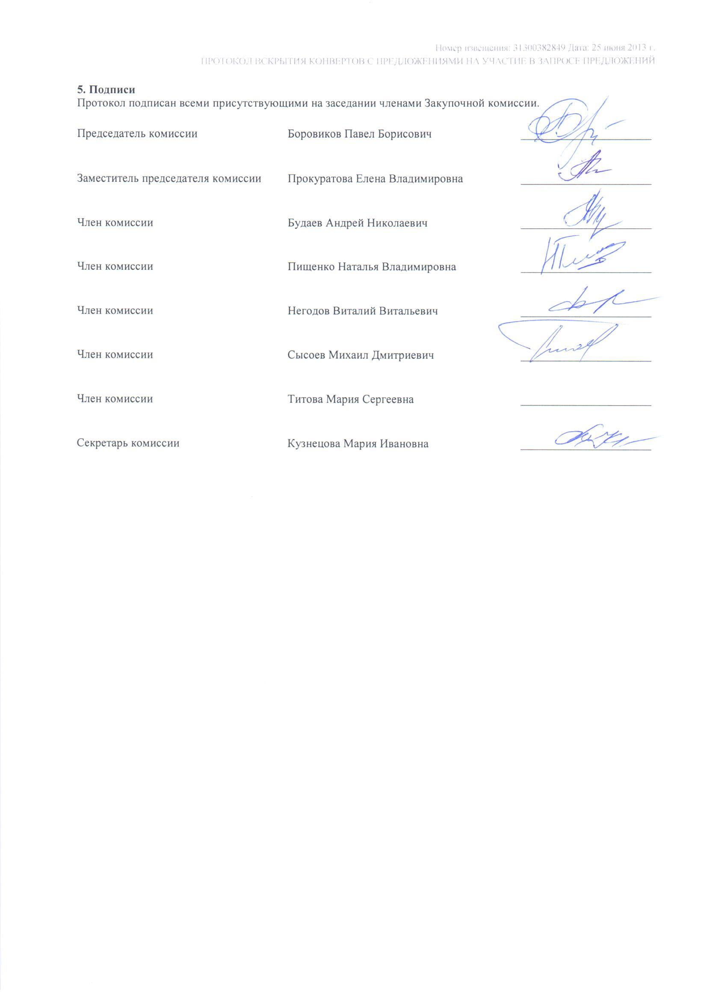 Номер извещения: 31300382849 Дата: 25 июня 2013 г.
ПРОТОКОЛ ВСКРЫТИЯ КОНВЕРТОВ С ПРЕДЛОЖЕНИЯМИ НА УЧАСТИЕ В ЗАПРОСЕ ПРЕДЛОЖЕНИЙ
5. Подписи
Протокол подписан всеми присутствующими на заседании членами Закупочной комиссии.
Председатель комиссии Боровиков Павел Борисович
Заместитель председателя комиссии Прокуратова Елена Владимировна
Член комиссии Будаев Андрей Николаевич
Член комиссии Пищенко Наталья Владимировна
Член комиссии Негодов Виталий Витальевич
Член комиссии Сысоев Михаил Дмитриевич
Член комиссии Титова Мария Сергеевна
Секретарь комиссии Кузнецова Мария Ивановна